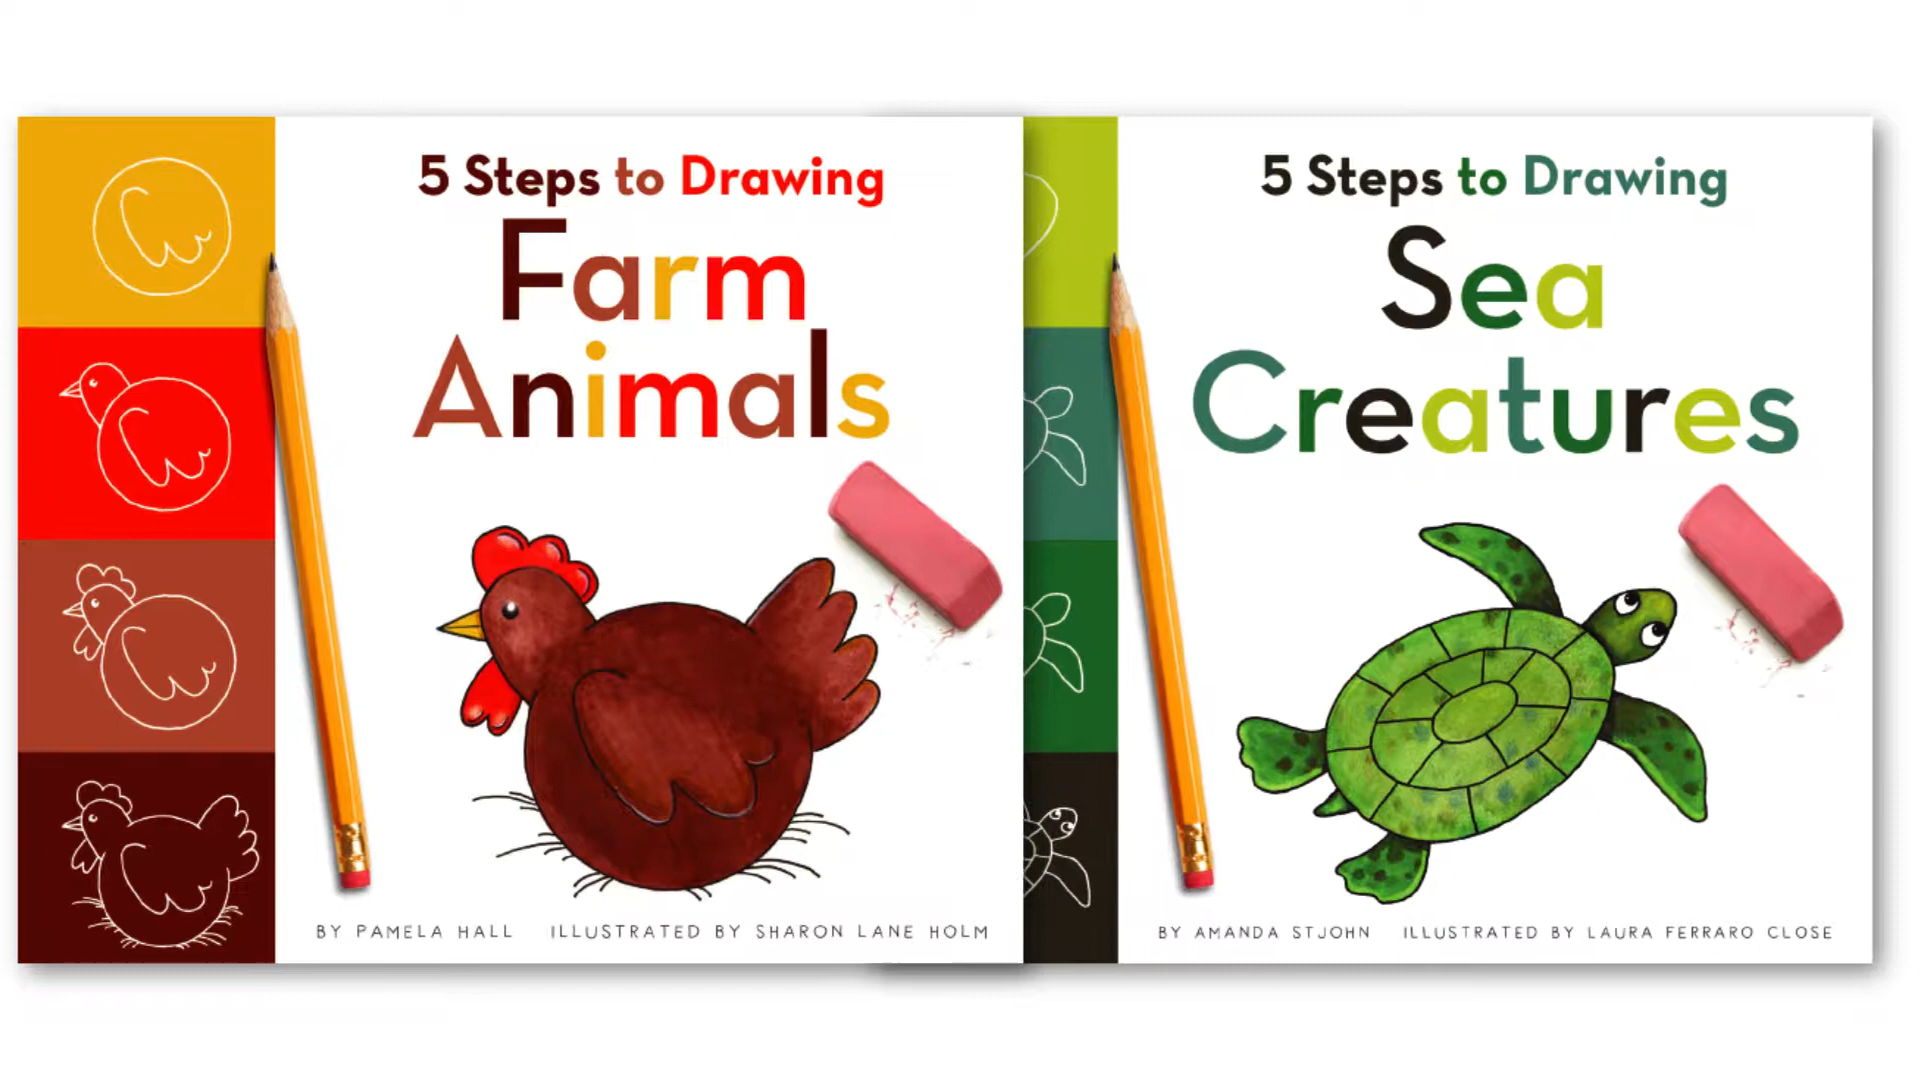 5 Steps to Drawing
Farm
Animals
BY PAMELA HALL ILLUSTRATED BY SHARON LANE HOLM
5 Steps to Drawing
Sea
Creatures
BY AMANDA STJOHN ILLUSTRATED BY LAURA FERRARO CLOSE